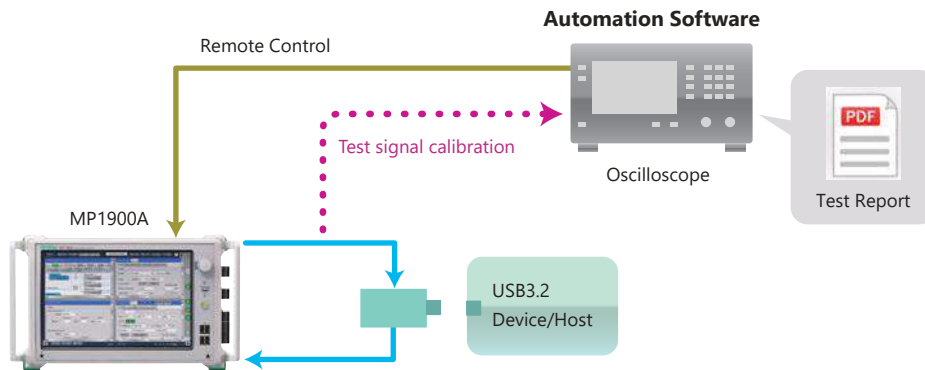 Automation Software
Remote Control
PDF
Test signal calibration
Oscilloscope
Test Report
MP1900A
USB3.2
Device/Host